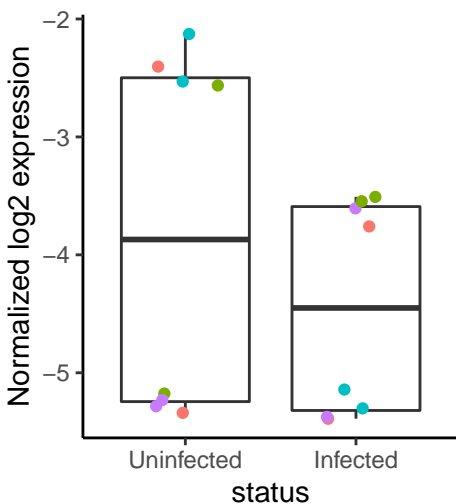 Normalized log2 expression
−2
−3
−4
−5
Uninfected
Infected
status